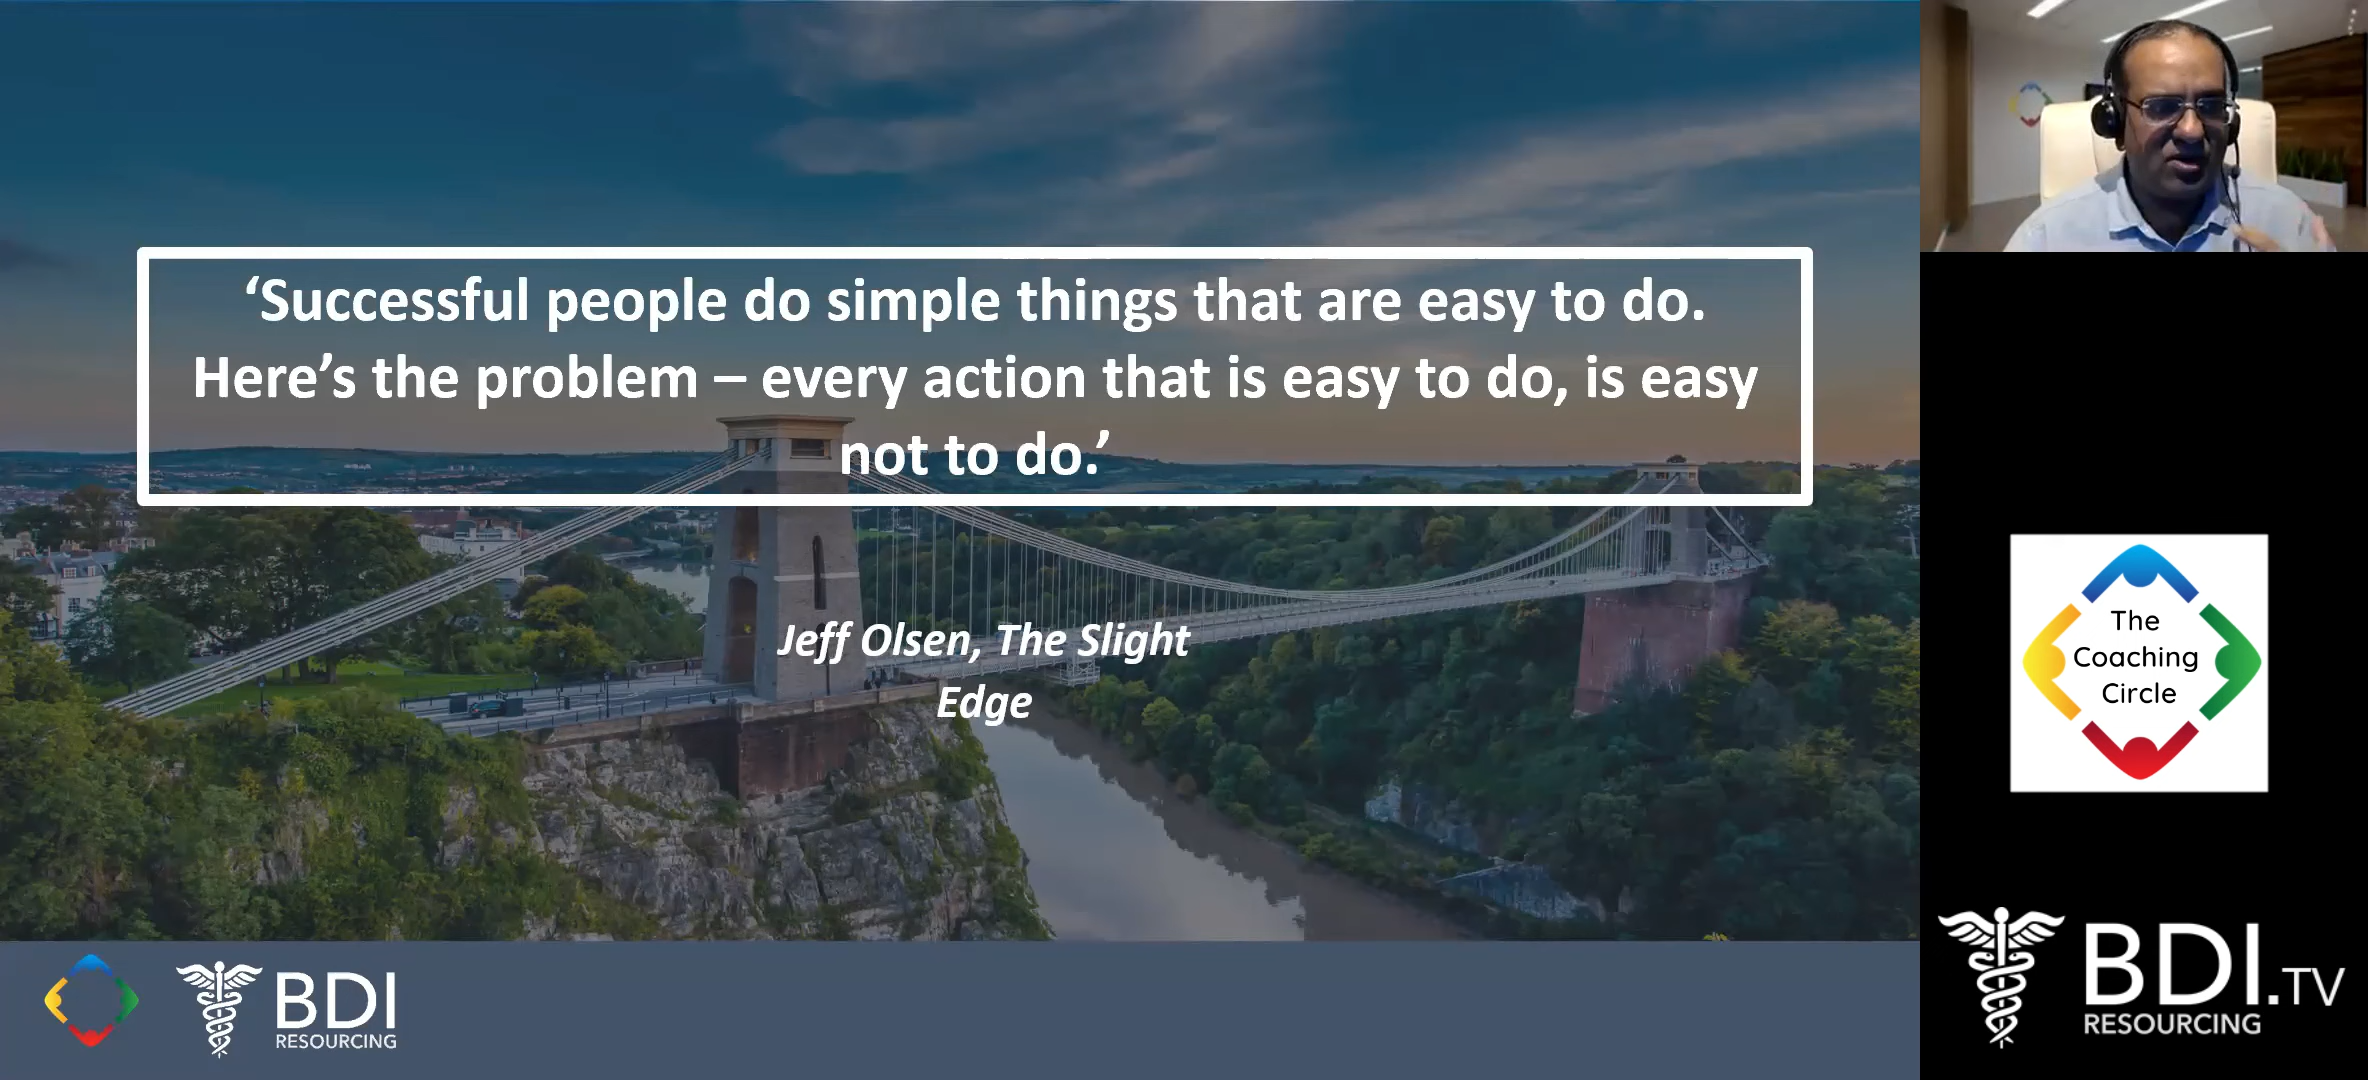 ‘Successful people do simple things that are easy to do.
Here’s the problem – every action that is easy to do, is easy
not to do.’
Jeff Olsen, The Slight
Edge
BDI
RESOURCING
The
Coaching
Circle
BDI.TV
RESOURCING